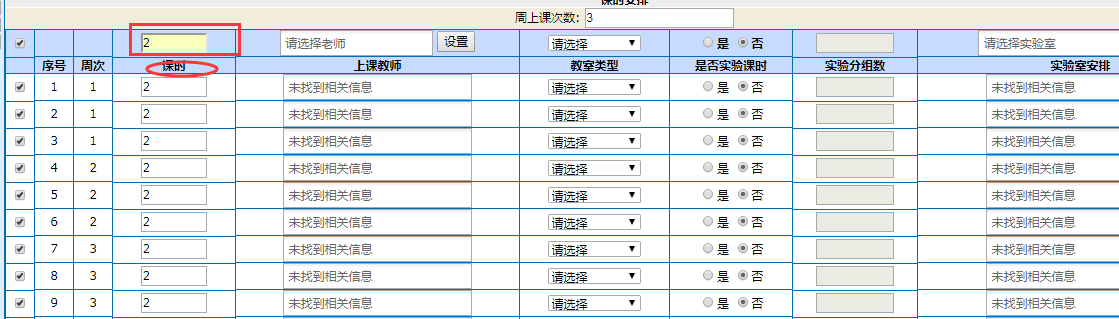 课时安排
周上课次数: 3
2 请选择老师 设置 请选择 是 否 请选择实验室
序号 周次 课时 上课教师 教室类型 是否实验课时 实验分组数 实验室安排
1 1 2 未找到相关信息 请选择 是 否 未找到相关信息
2 1 2 未找到相关信息 请选择 是 否 未找到相关信息
3 1 2 未找到相关信息 请选择 是 否 未找到相关信息
4 2 2 未找到相关信息 请选择 是 否 未找到相关信息
5 2 2 未找到相关信息 请选择 是 否 未找到相关信息
6 2 2 未找到相关信息 请选择 是 否 未找到相关信息
7 3 2 未找到相关信息 请选择 是 否 未找到相关信息
8 3 2 未找到相关信息 请选择 是 否 未找到相关信息
9 3 2 未找到相关信息 请选择 是 否 未找到相关信息